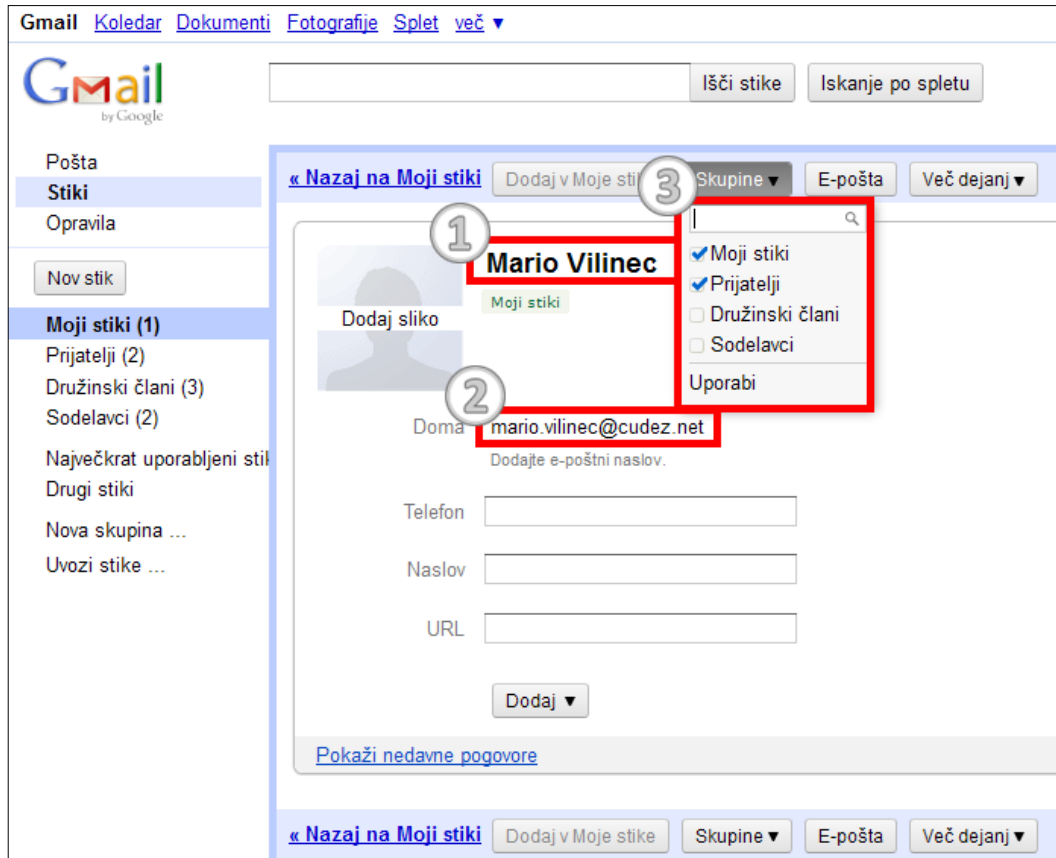 Gmail Koledar Dokumenti Fotografije Splet več ▼
Gmail
by Google
Išči stike Iskanje po spletu
Pošta
Stiki
Opravila
Nov stik
Moji stiki (1)
Prijatelji (2)
Družinski člani (3)
Sodelavci (2)
Največkrat uporabljeni
Drugi stiki
Nova skupina ...
Uvozi stike ...
« Nazaj na Moji stiki Dodaj v Moje 3 Skupine ▼ E-pošta Več dejanj ▼
Moji stiki
Prijatelji
Družinski člani
Sodelavci
Uporabi
1
Mario Vilinec
Moji stiki
Dodaj sliko
2
Doma mario.vilinec@cudez.net
Dodajte e-poštni naslov.
Telefon
Naslov
URL
Dodaj ▼
Pokaži nedavne pogovore
« Nazaj na Moji stiki Dodaj v Moje stike Skupine ▼ E-pošta Več dejanj ▼